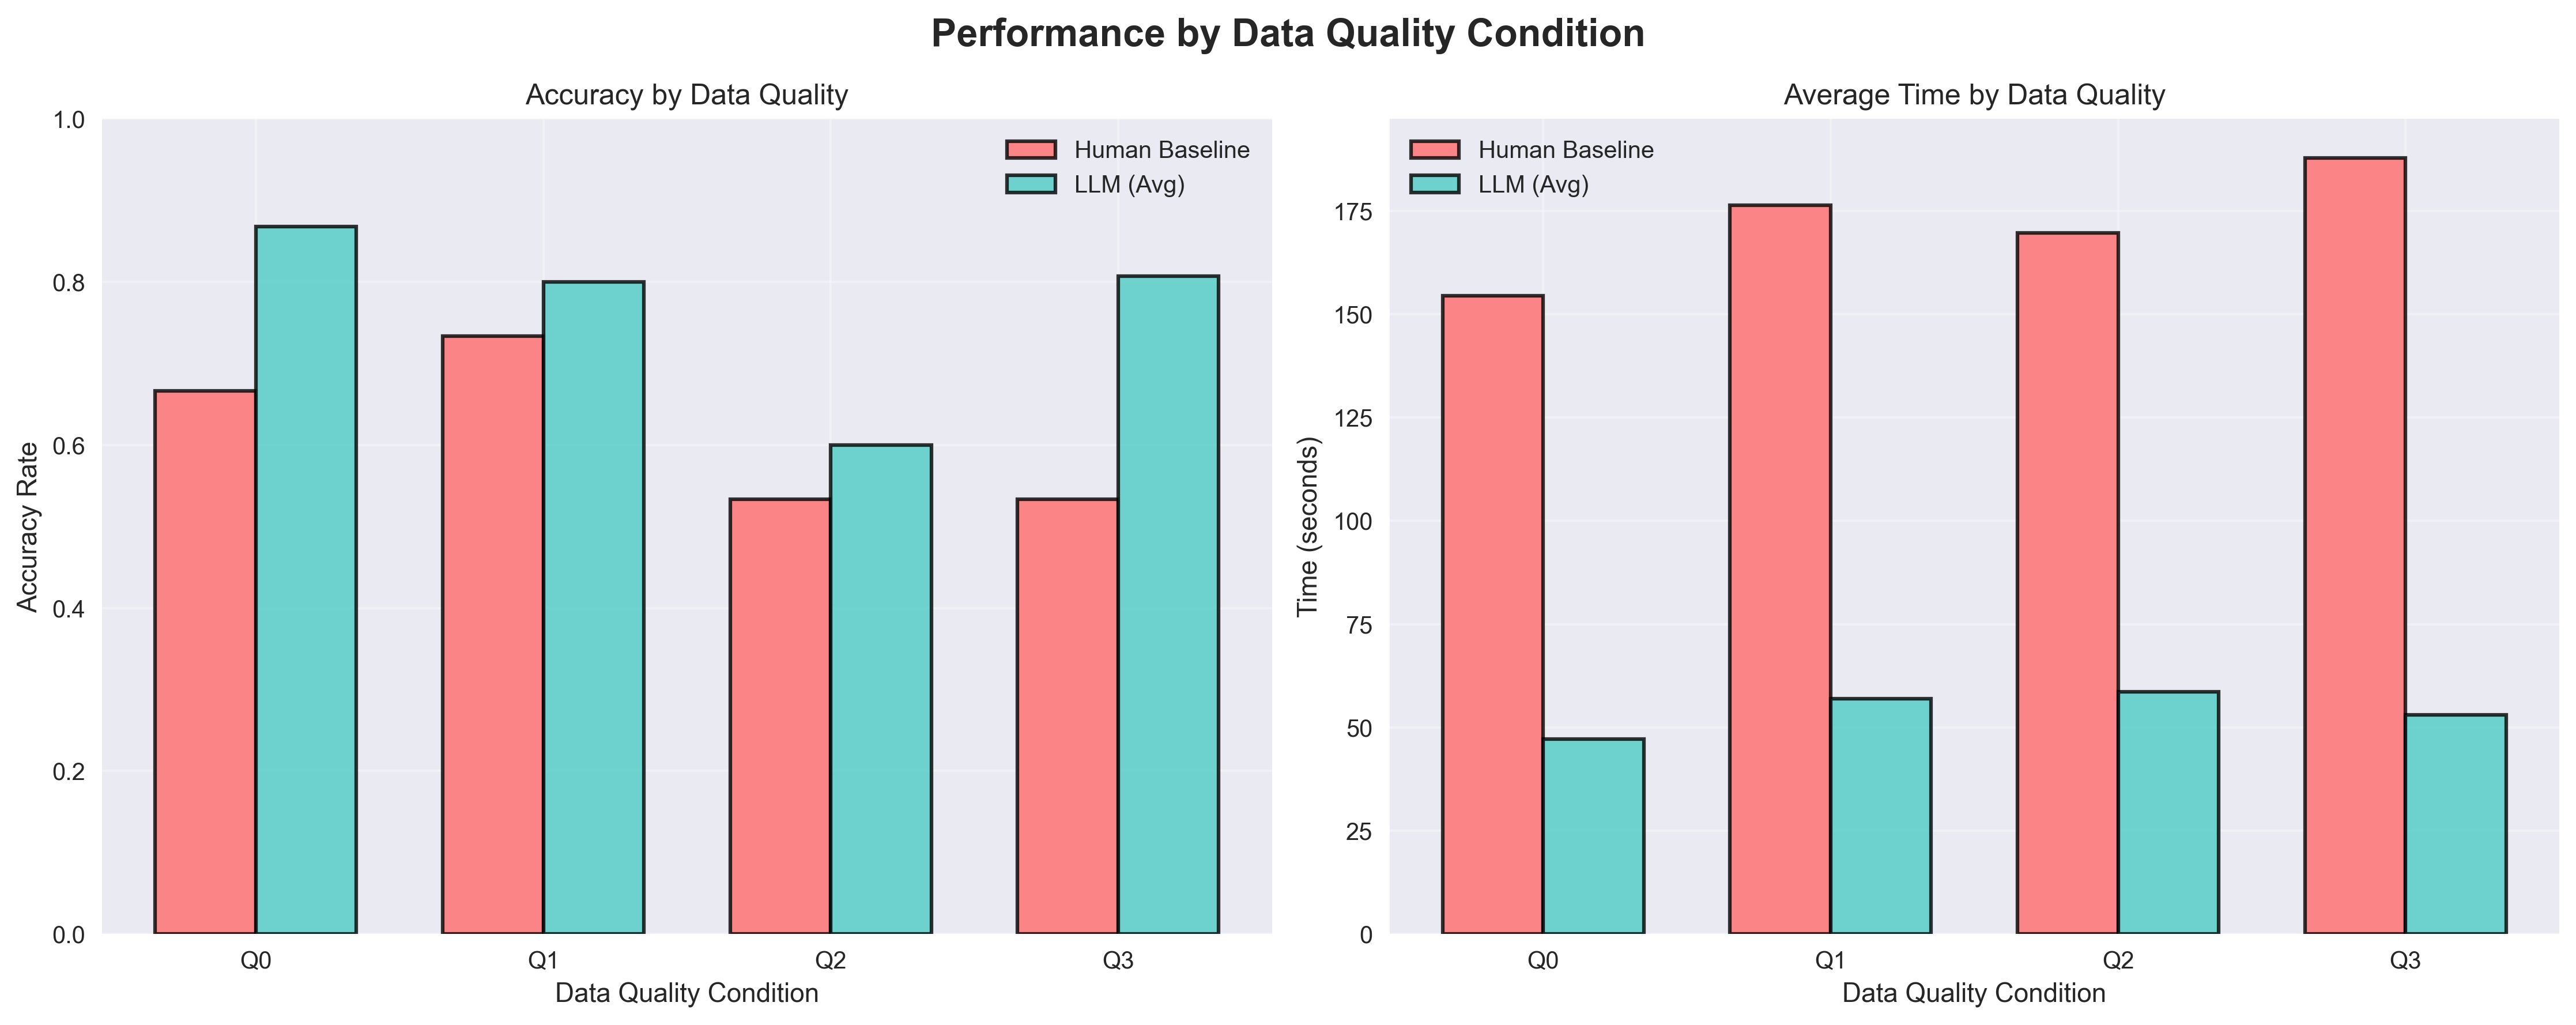 Performance by Data Quality Condition
Accuracy by Data Quality
1.0
0.8
0.6
0.4
0.2
0.0
Accuracy Rate
Human Baseline
LLM (Avg)
Q0 Q1 Q2 Q3
Data Quality Condition
Average Time by Data Quality
175
150
125
100
75
50
25
0
Time (seconds)
Human Baseline
LLM (Avg)
Q0 Q1 Q2 Q3
Data Quality Condition